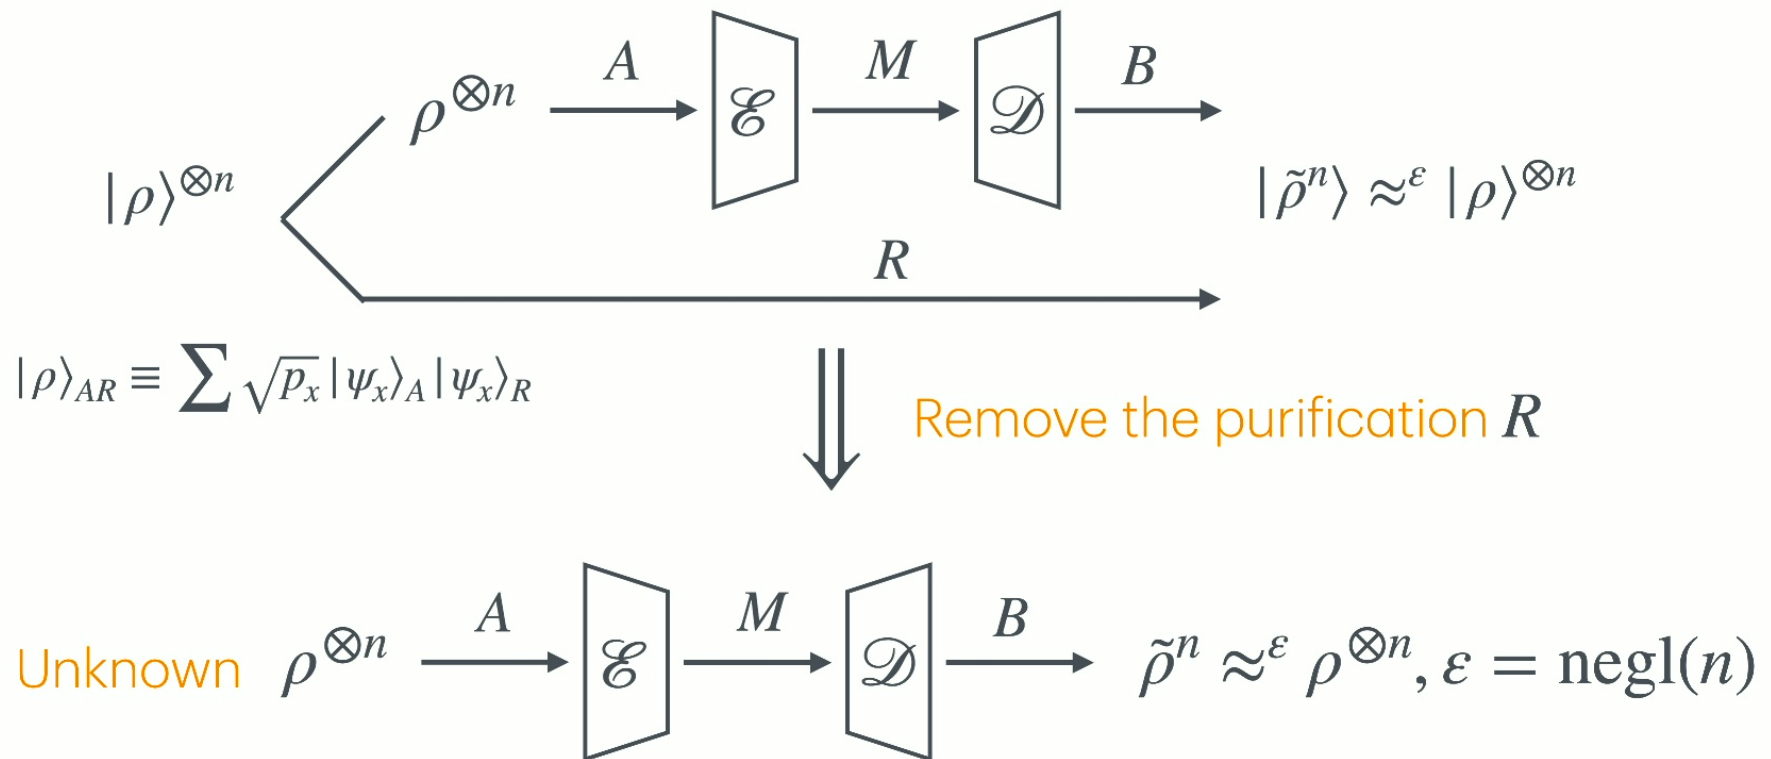 |ρ⟩^{⊗n}
ρ^{⊗n} A ℰ M 𝒟 B
|ρ̃^n⟩ ≈^ε |ρ⟩^{⊗n}
R
|ρ⟩_{AR} ≡ ∑ √p_x |ψ_x⟩_A |ψ_x⟩_R
Remove the purification R
Unknown ρ^{⊗n} A ℰ M 𝒟 B ρ̃^n ≈^ε ρ^{⊗n}, ε = negl(n)